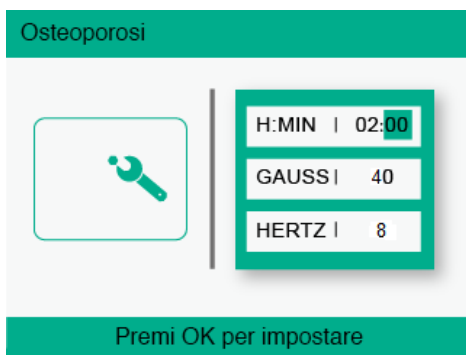 Osteoporosi
H:MIN | 02:00
GAUSS | 40
HERTZ | 8
Premi OK per impostare